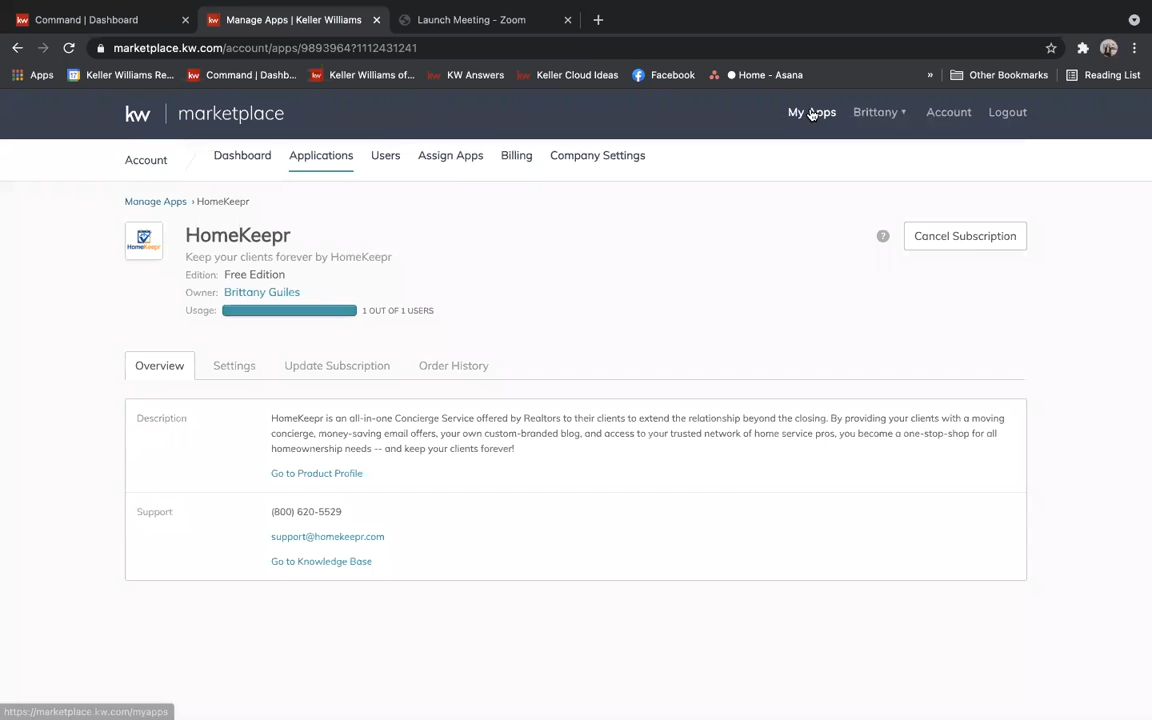 Command | Dashboard
Manage Apps | Keller Williams
Launch Meeting - Zoom
marketplace.kw.com/account/apps/9893964?1112431241
Apps
Keller Williams Re...
Command | Dashb...
Keller Williams of...
KW Answers
Keller Cloud Ideas
Facebook
Home - Asana
»
Other Bookmarks
Reading List
kw marketplace
My Apps
Brittany
Account
Logout
Account
Dashboard
Applications
Users
Assign Apps
Billing
Company Settings
Manage Apps › HomeKeepr
HomeKeepr
HomeKeepr
?
Cancel Subscription
Keep your clients forever by HomeKeepr
Edition: Free Edition
Owner: Brittany Guiles
Usage: 1 OUT OF 1 USERS
Overview
Settings
Update Subscription
Order History
Description
HomeKeepr is an all-in-one Concierge Service offered by Realtors to their clients to extend the relationship beyond the closing. By providing your clients with a moving
concierge, money-saving email offers, your own custom-branded blog, and access to your trusted network of home service pros, you become a one-stop-shop for all
homeownership needs -- and keep your clients forever!
Go to Product Profile
Support
(800) 620-5529
support@homekeepr.com
Go to Knowledge Base
https://marketplace.kw.com/myapps